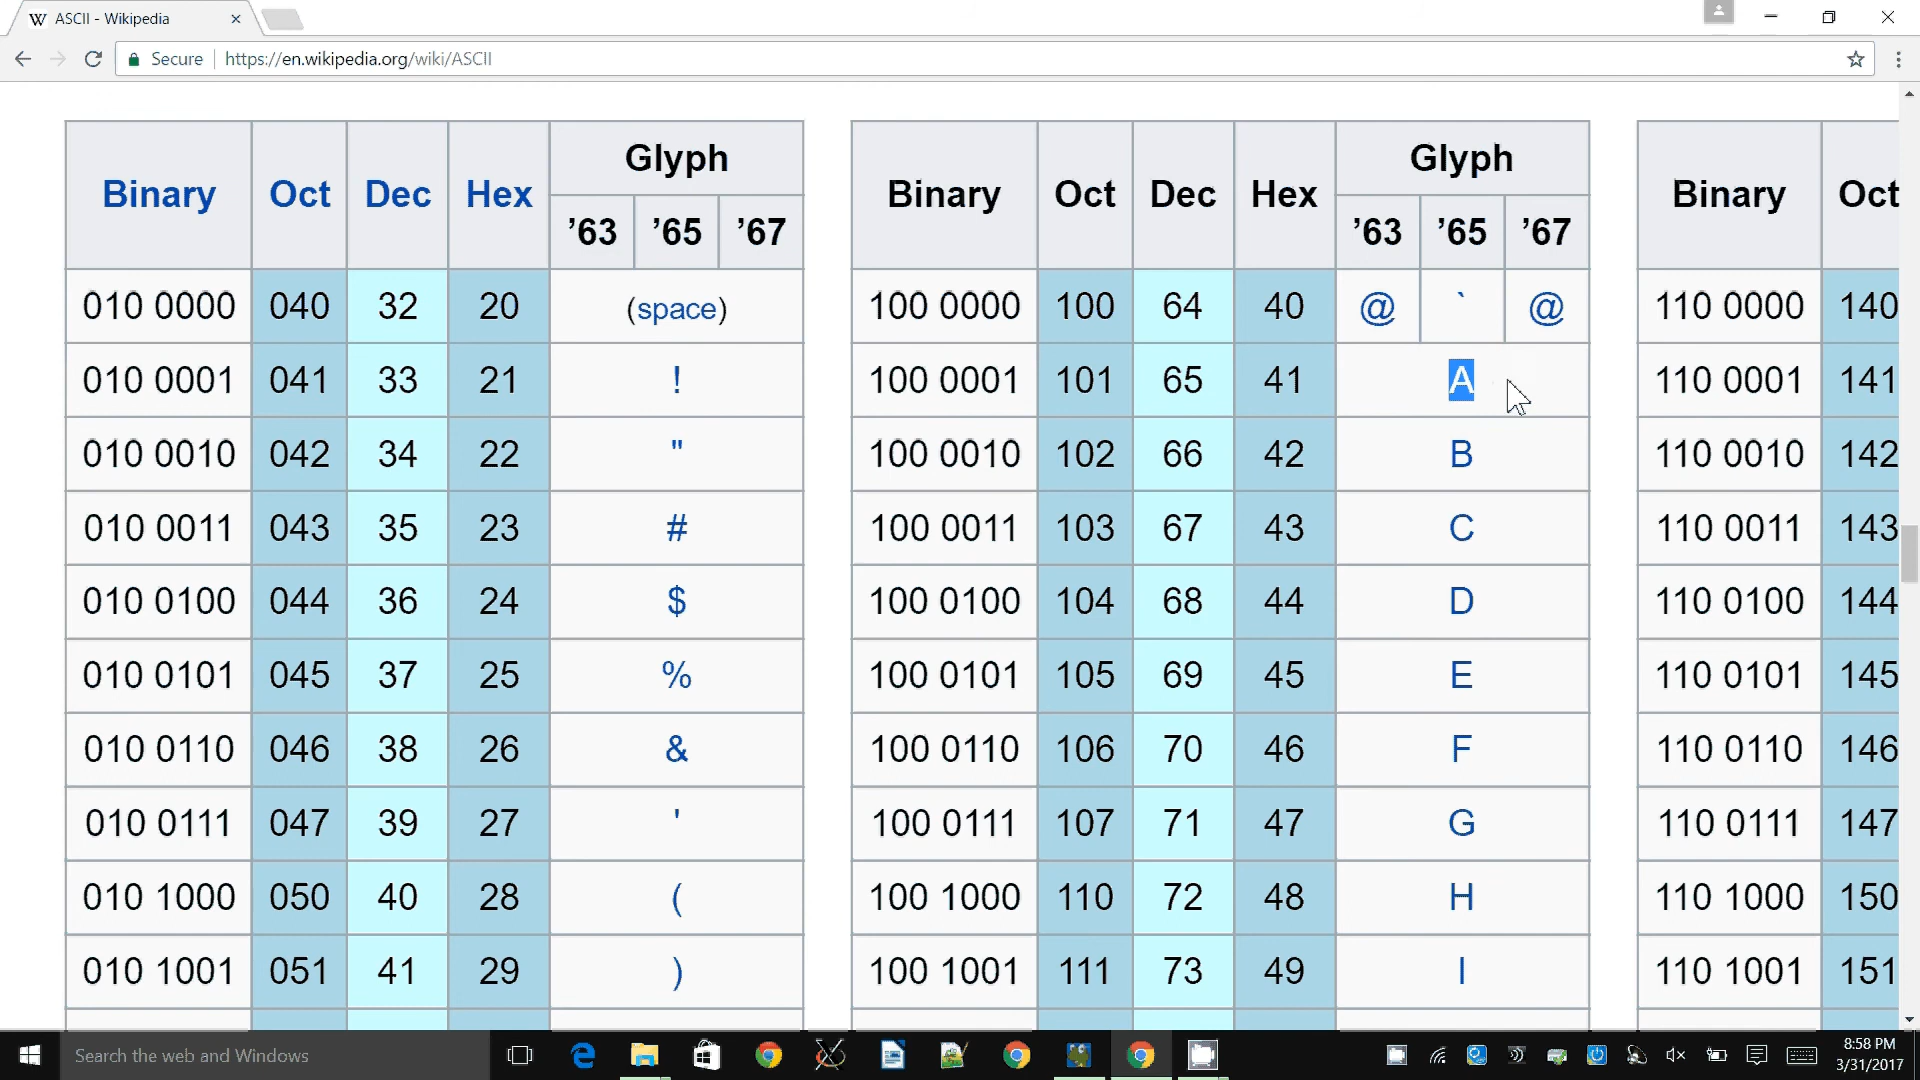 ASCII - Wikipedia
Secure https://en.wikipedia.org/wiki/ASCII
Binary Oct Dec Hex Glyph Binary Oct Dec Hex Glyph Binary Oct
’63 ’65 ’67 ’63 ’65 ’67
010 0000 040 32 20 (space) 100 0000 100 64 40 @ ` @ 110 0000 140
010 0001 041 33 21 ! 100 0001 101 65 41 A 110 0001 141
010 0010 042 34 22 " 100 0010 102 66 42 B 110 0010 142
010 0011 043 35 23 # 100 0011 103 67 43 C 110 0011 143
010 0100 044 36 24 $ 100 0100 104 68 44 D 110 0100 144
010 0101 045 37 25 % 100 0101 105 69 45 E 110 0101 145
010 0110 046 38 26 & 100 0110 106 70 46 F 110 0110 146
010 0111 047 39 27 ' 100 0111 107 71 47 G 110 0111 147
010 1000 050 40 28 ( 100 1000 110 72 48 H 110 1000 150
010 1001 051 41 29 ) 100 1001 111 73 49 I 110 1001 151
Search the web and Windows
8:58 PM
3/31/2017